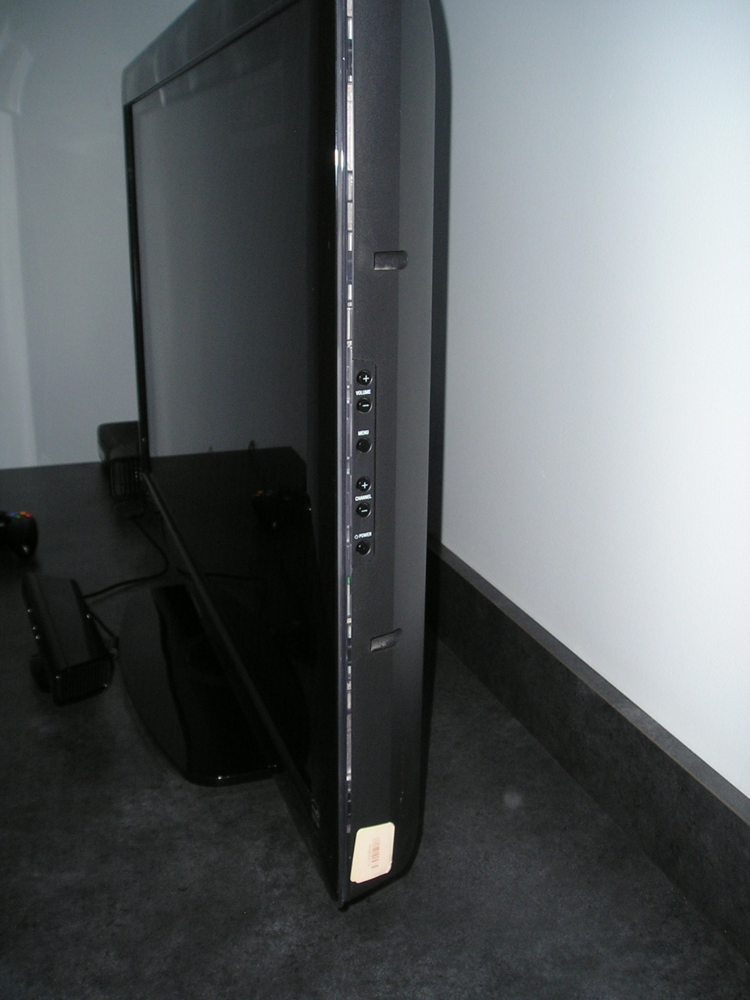 +
VOLUME
−
MENU
+
CHANNEL
−
⏻ POWER